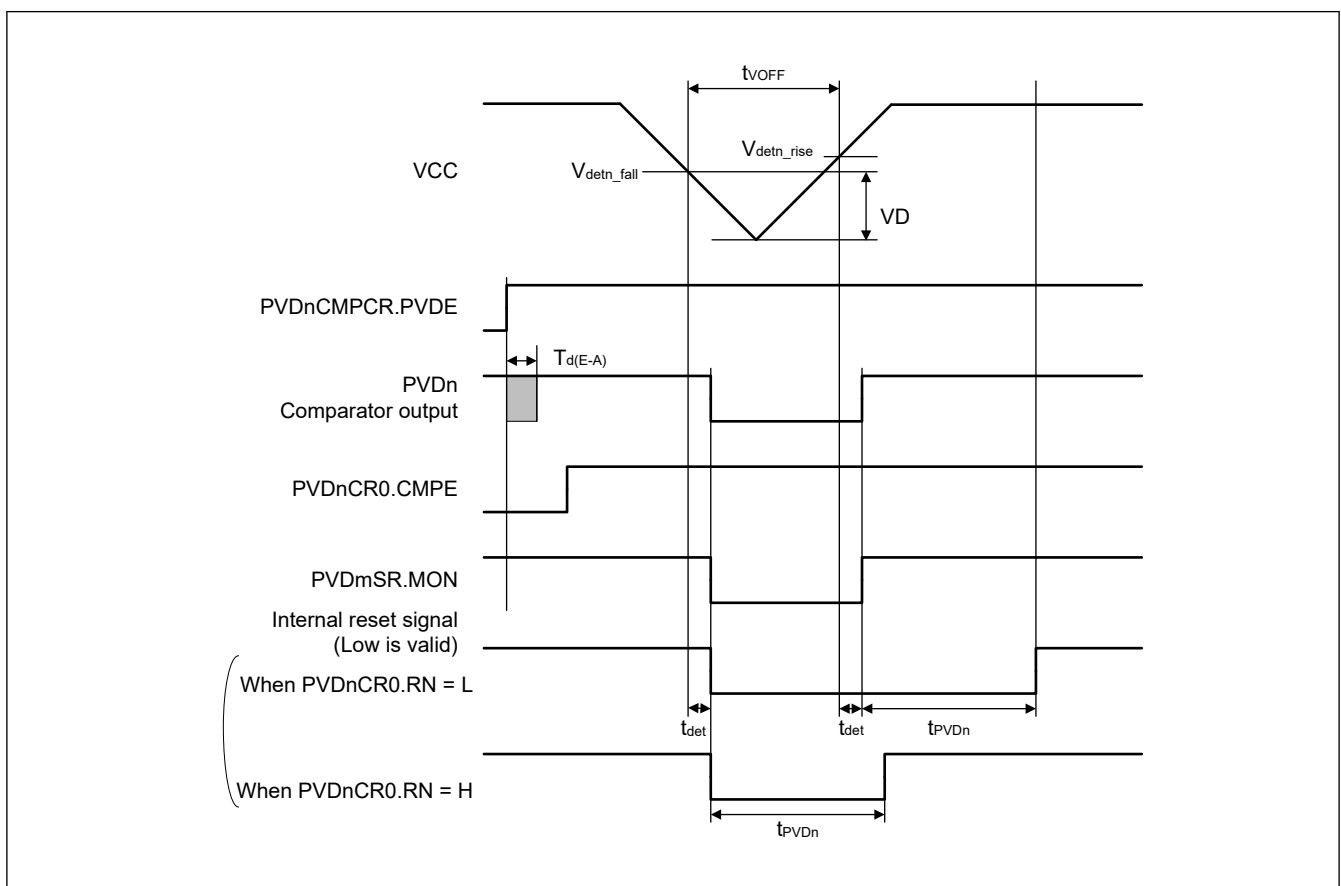 tVOFF
Vdetn_rise
VCC
Vdetn_fall
VD
PVDnCMPCR.PVDE
Td(E-A)
PVDn
Comparator output
PVDnCR0.CMPE
PVDmSR.MON
Internal reset signal
(Low is valid)
When PVDnCR0.RN = L
tdet
tdet
tPVDn
When PVDnCR0.RN = H
tPVDn